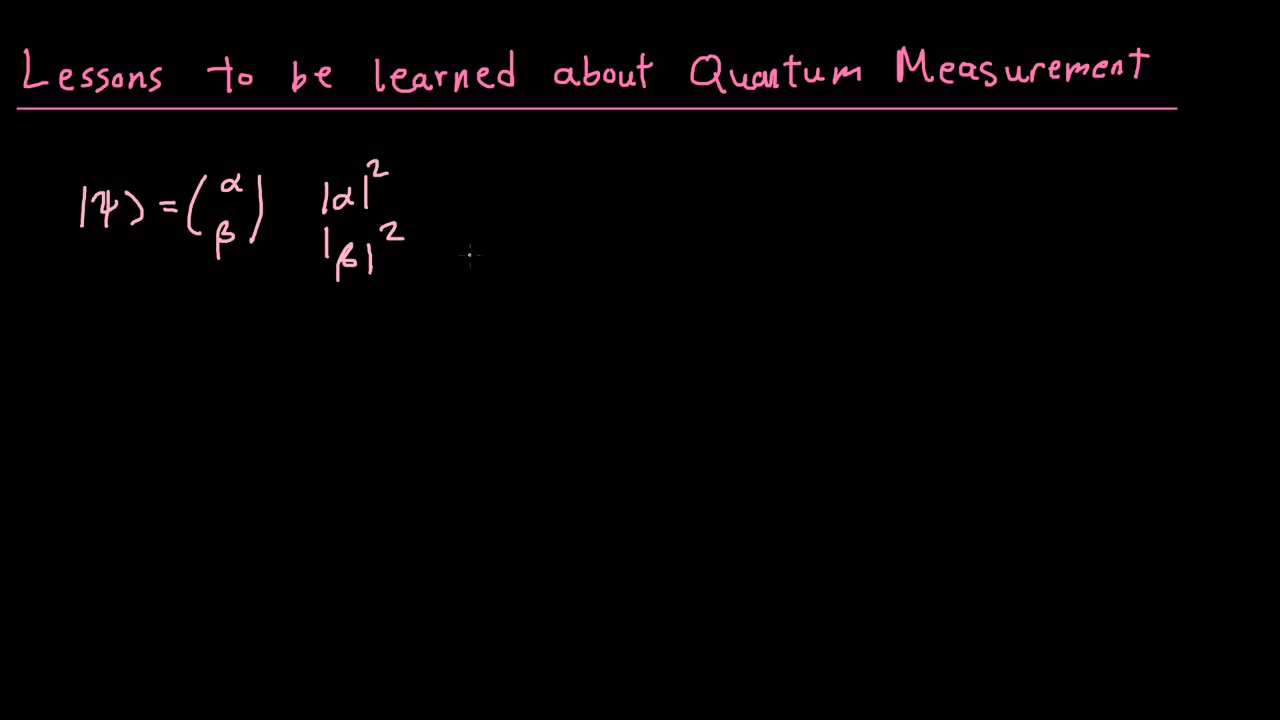 Lessons to be learned about Quantum Measurement
|ψ⟩ = (α β) |α|²
|β|²